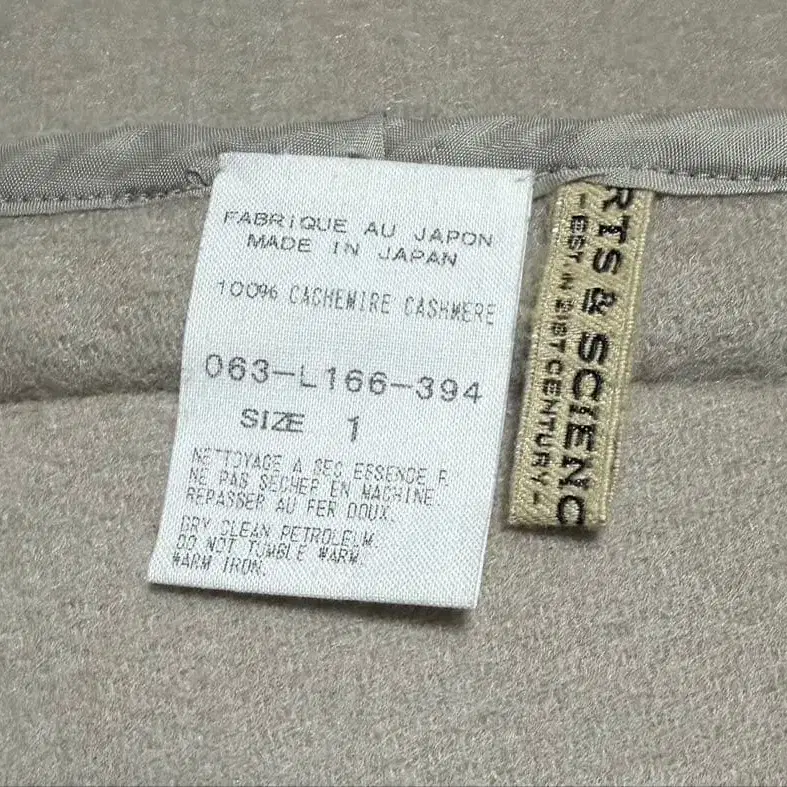 FABRIQUE AU JAPON
MADE IN JAPAN
100% CACHEMIRE CASHMERE
063-L166-394
SIZE 1
NETTOYAGE A SEC ESSENCE F.
NE PAS SECHER EN MACHINE.
REPASSER AU FER DOUX.
DRY CLEAN PETROLEUM.
DO NOT TUMBLE WARM.
WARM IRON.
RTS & SCIENC
-EST. IN 21ST CENTURY-